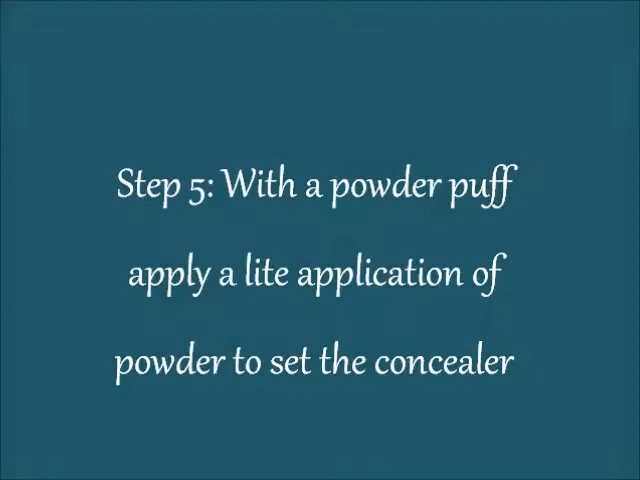 Step 5: With a powder puff
apply a lite application of
powder to set the concealer